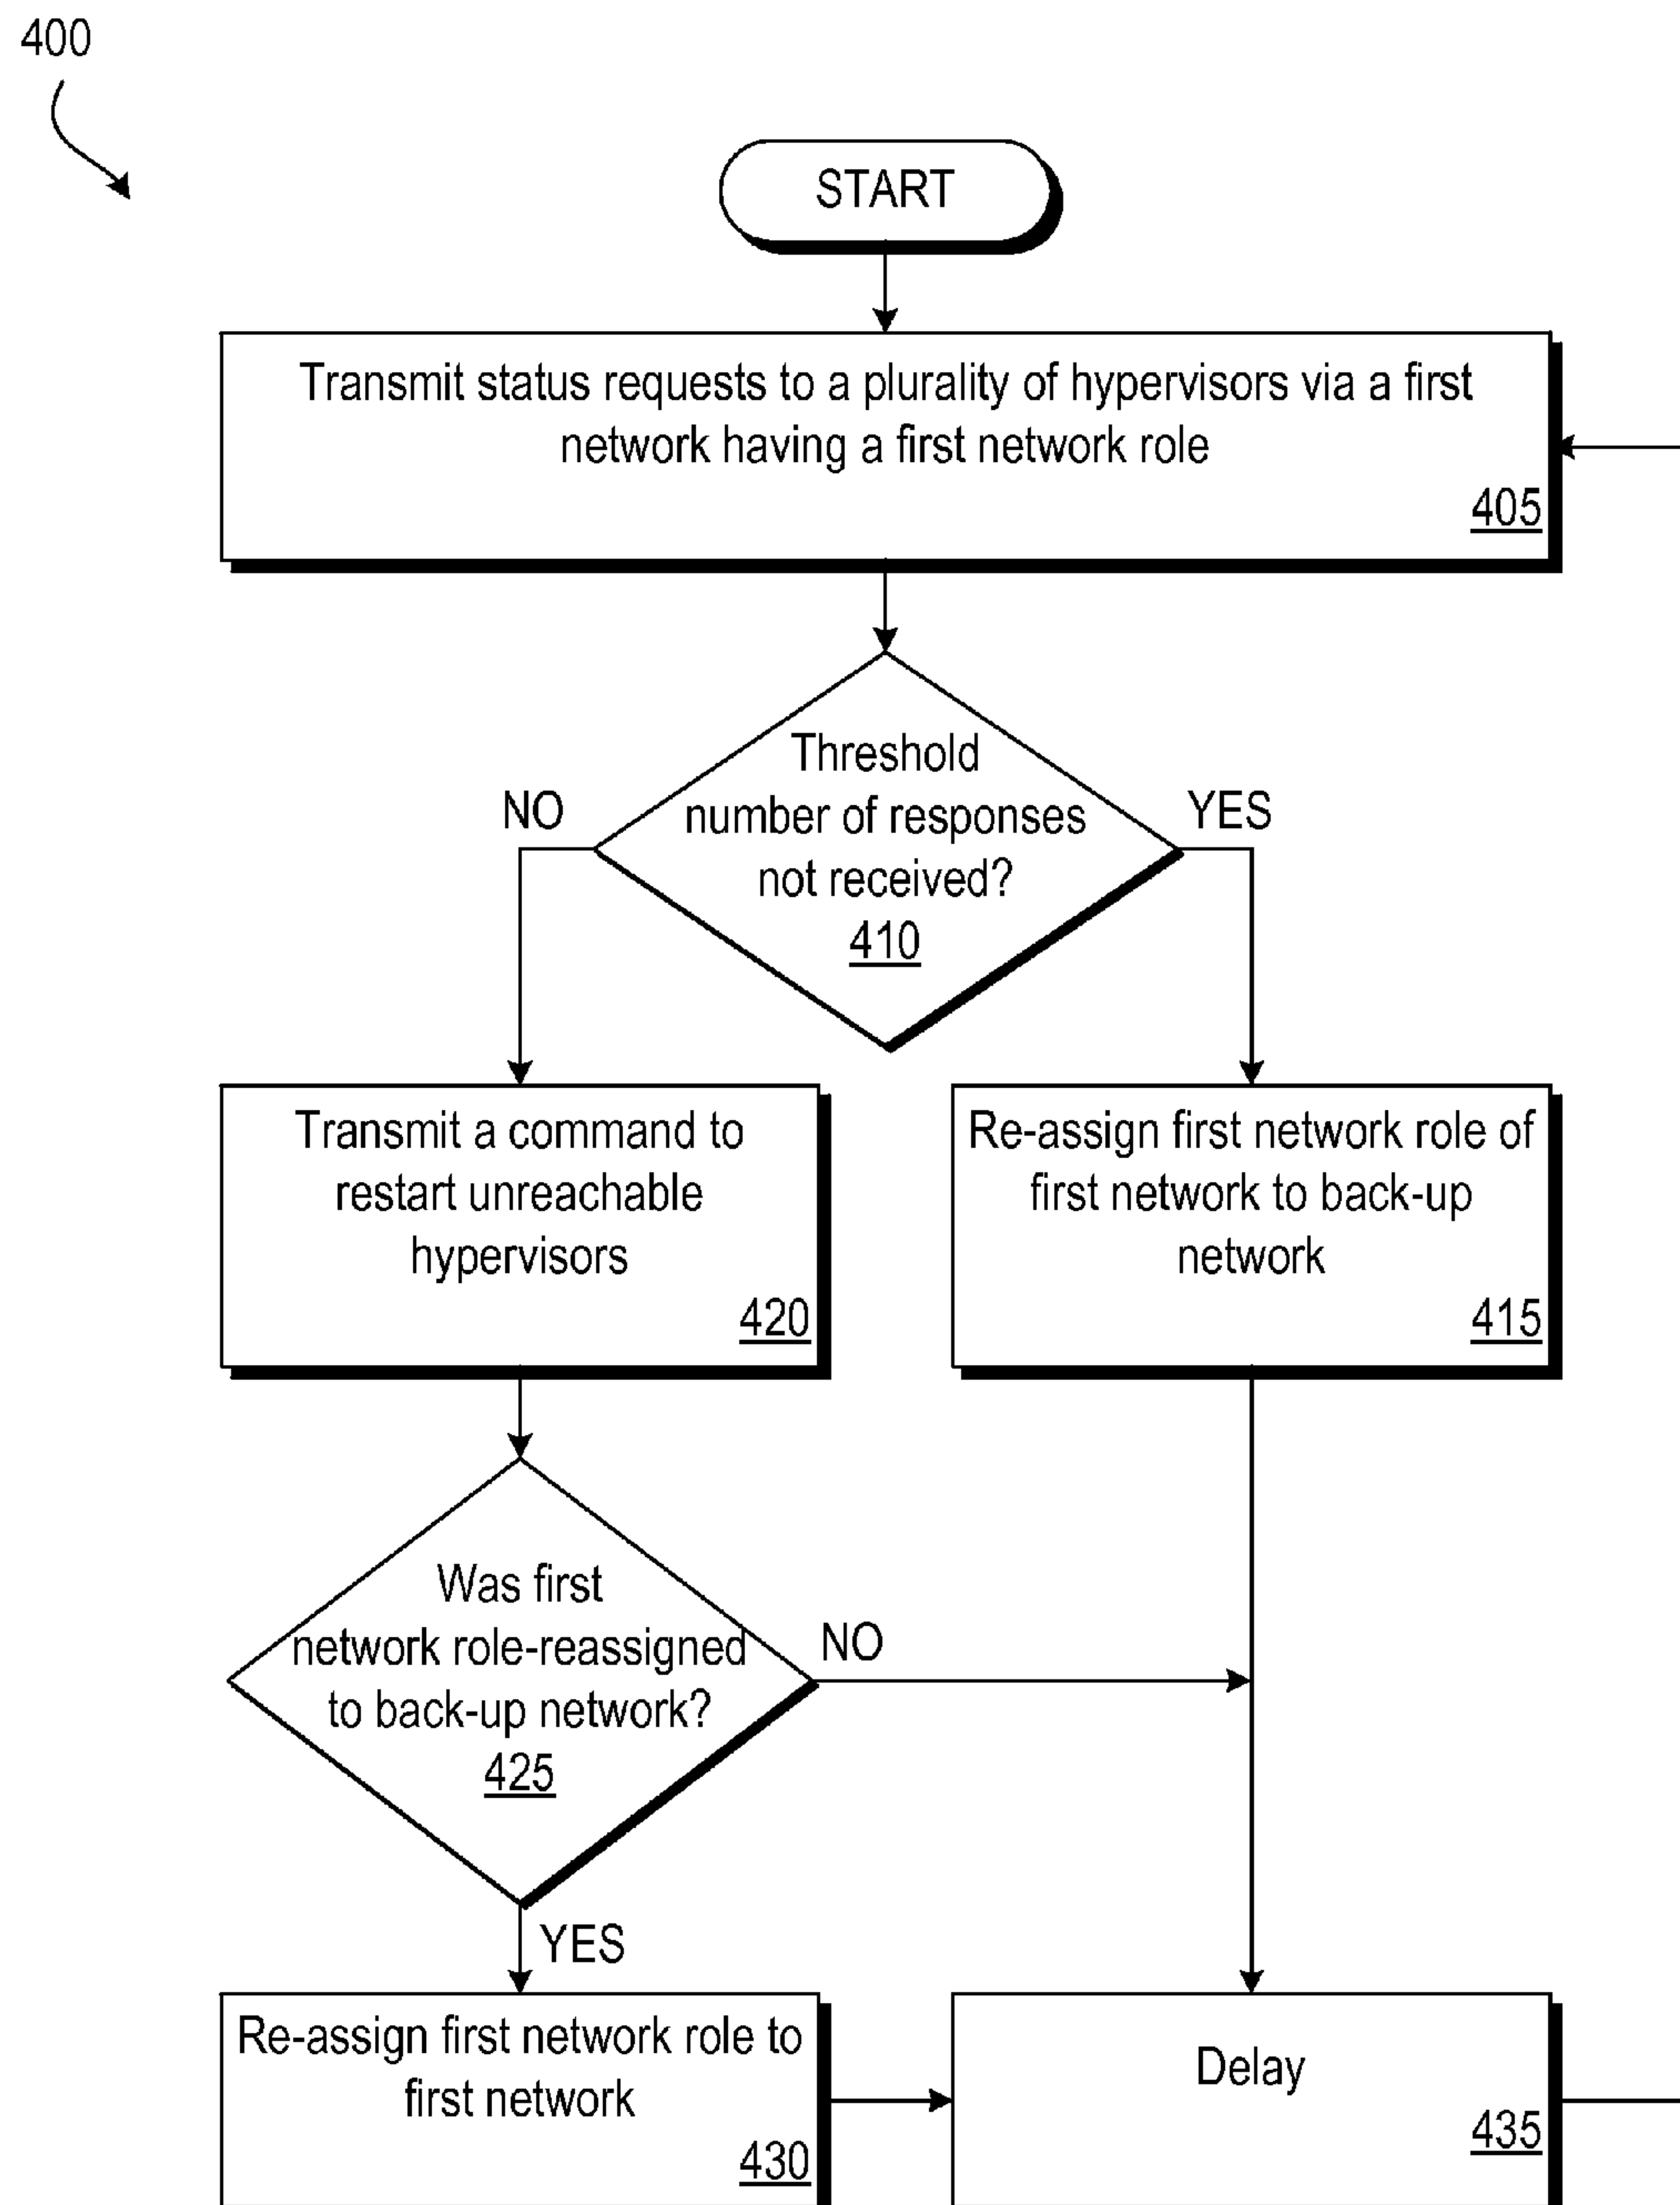 400
START
Transmit status requests to a plurality of hypervisors via a first
network having a first network role
405
Threshold
number of responses
not received?
410
NO
YES
Transmit a command to
restart unreachable
hypervisors
420
Re-assign first network role of
first network to back-up
network
415
Was first
network role-reassigned
to back-up network?
425
NO
YES
Re-assign first network role to
first network
430
Delay
435